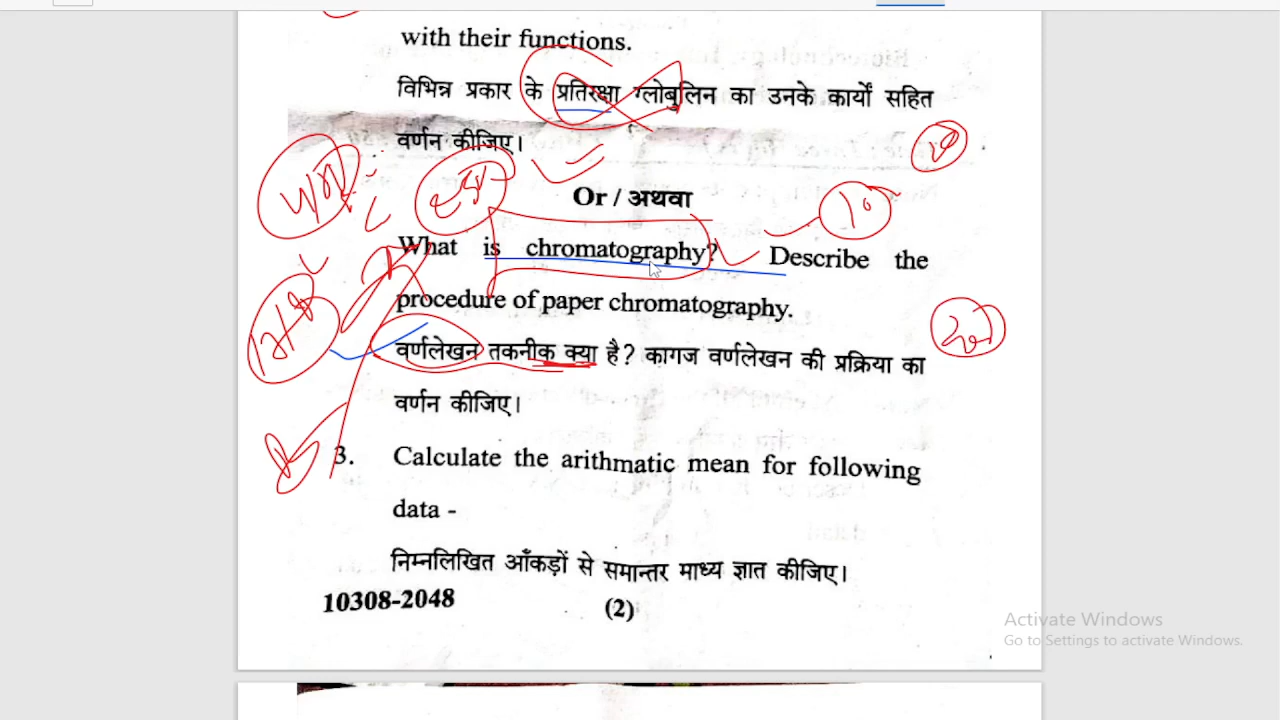 with their functions.
विभिन्न प्रकार के प्रतिरक्षा ग्लोबुलिन का उनके कार्यों सहित
वर्णन कीजिए।
Or / अथवा
What is chromatography? Describe the
procedure of paper chromatography.
वर्णलेखन तकनीक क्या है? कागज वर्णलेखन की प्रक्रिया का
वर्णन कीजिए।
3. Calculate the arithmatic mean for following
data -
निम्नलिखित आँकड़ों से समान्तर माध्य ज्ञात कीजिए।
10308-2048
(2)
Activate Windows
Go to Settings to activate Windows.